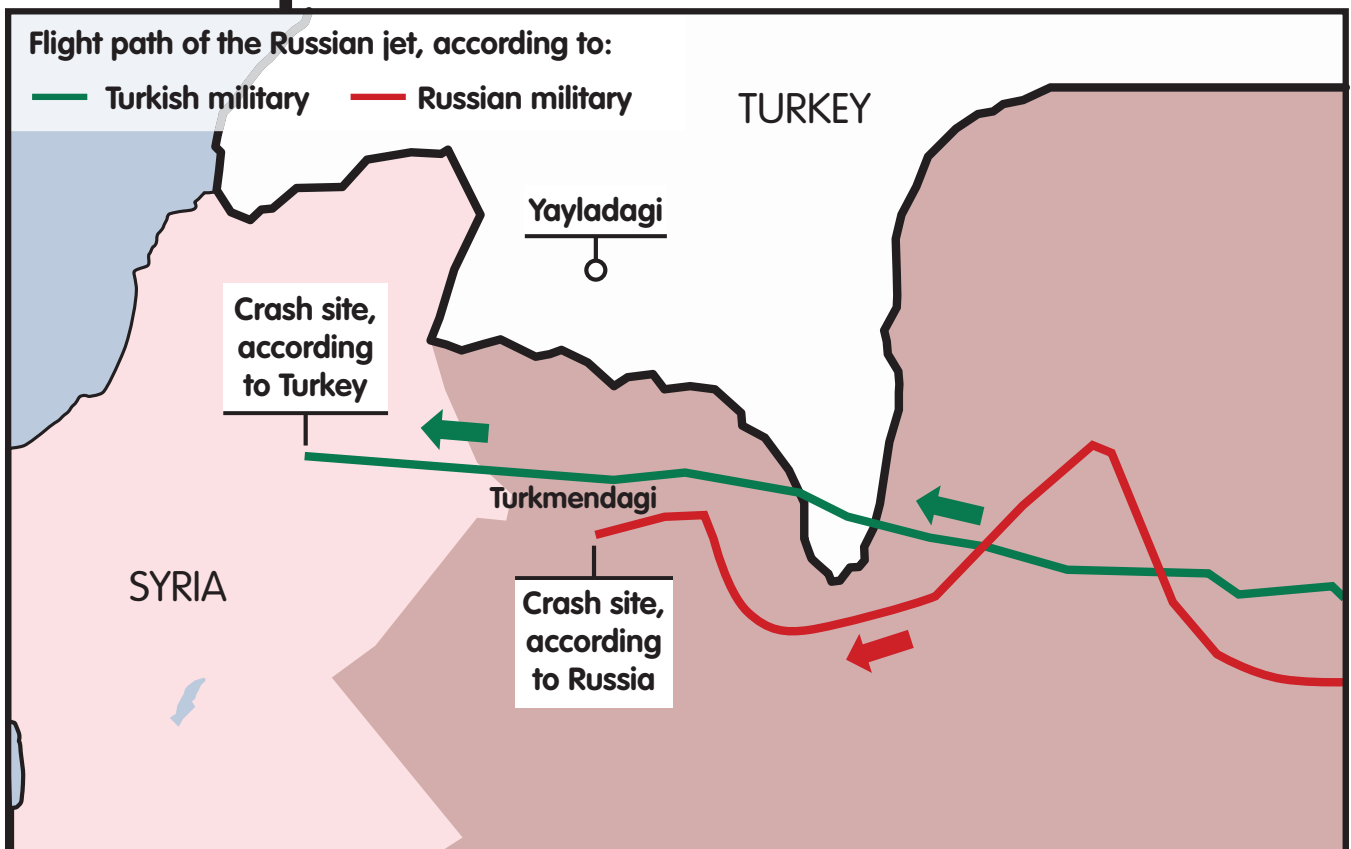 Flight path of the Russian jet, according to:
Turkish military
Russian military
TURKEY
Yayladagi
Crash site,
according
to Turkey
Turkmendagi
SYRIA
Crash site,
according
to Russia